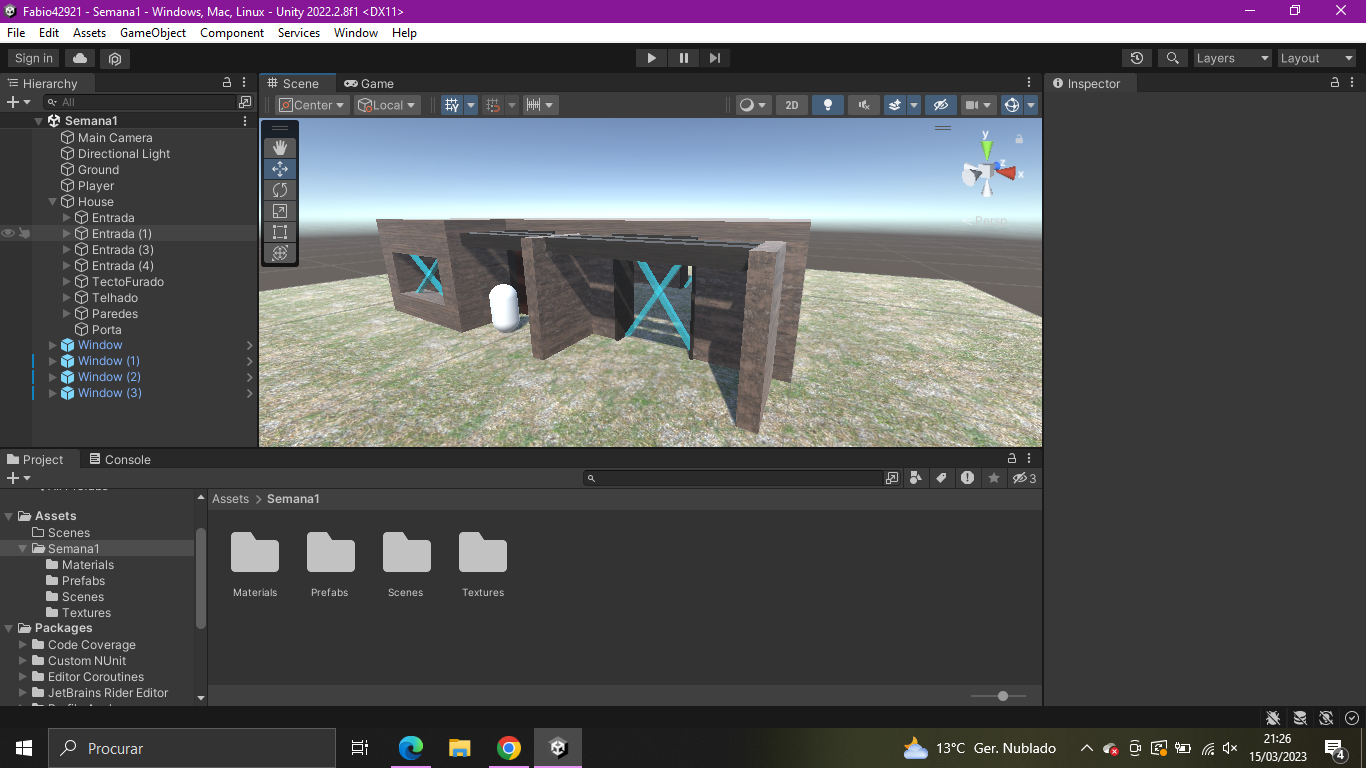 Fabio42921 - Semana1 - Windows, Mac, Linux - Unity 2022.2.8f1 <DX11>
File Edit Assets GameObject Component Services Window Help
Sign in
Layers
Layout
Hierarchy
All
Semana1
Main Camera
Directional Light
Ground
Player
House
Entrada
Entrada (1)
Entrada (3)
Entrada (4)
TectoFurado
Telhado
Paredes
Porta
Window
Window (1)
Window (2)
Window (3)
Scene
Game
Center
Local
2D
y
z
x
Persp
Inspector
Project
Console
3
Assets
Scenes
Semana1
Materials
Prefabs
Scenes
Textures
Packages
Code Coverage
Custom NUnit
Editor Coroutines
JetBrains Rider Editor
Assets > Semana1
Materials
Prefabs
Scenes
Textures
Procurar
13°C Ger. Nublado
21:26
15/03/2023
4